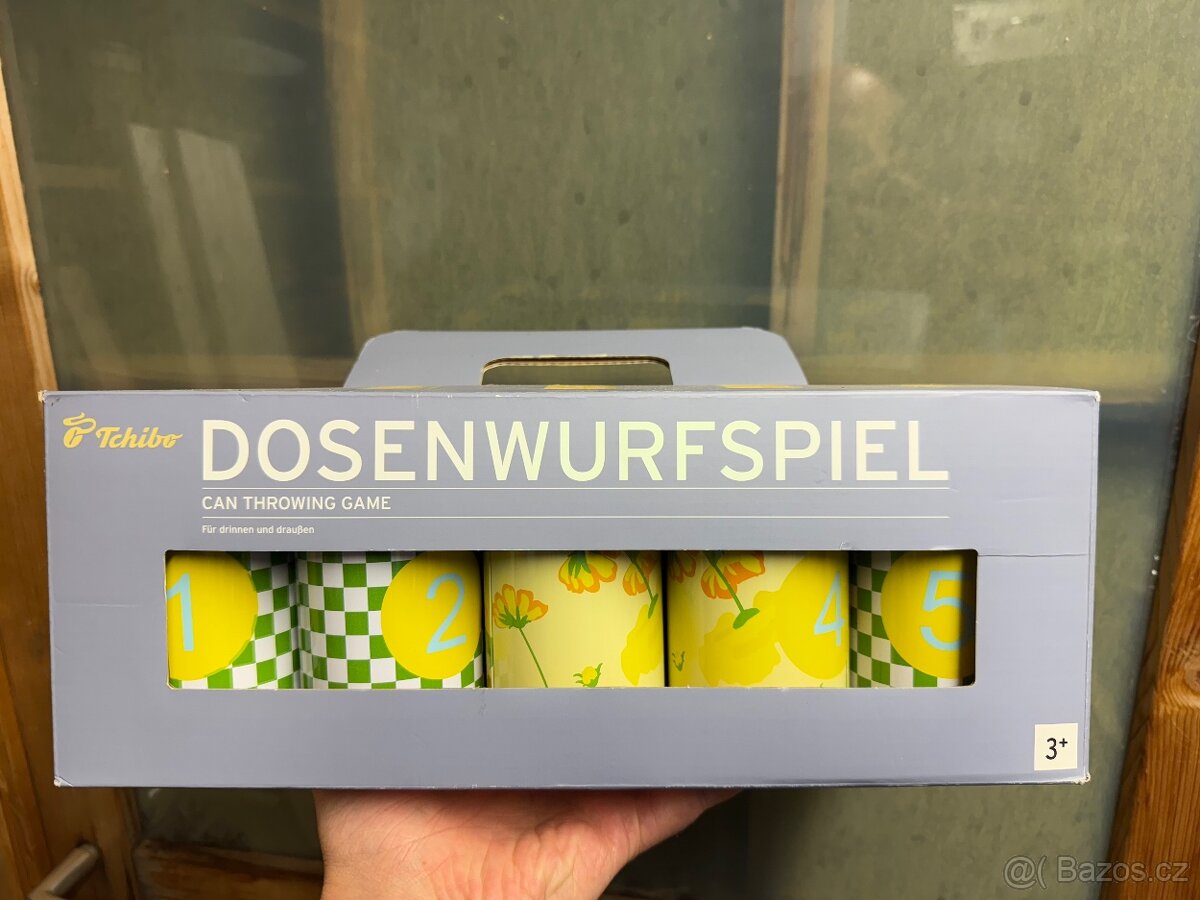 Tchibo
DOSENWURFSPIEL
CAN THROWING GAME
Für drinnen und draußen
1
2
4
5
3+
@( Bazos.cz